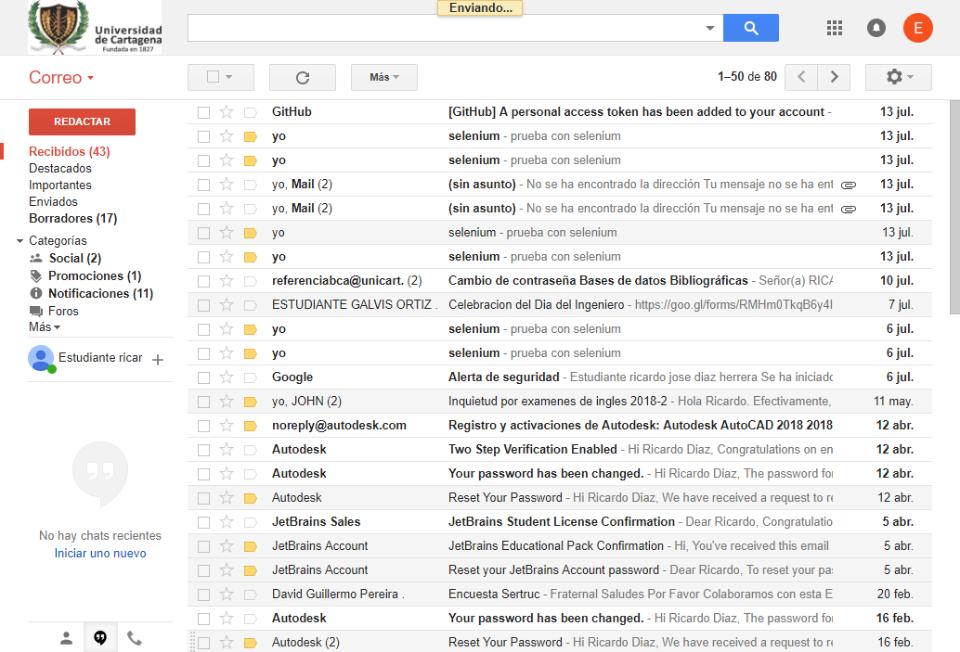 Enviando...
Universidad
de Cartagena
Fundada en 1827
E
Correo
Más
1–50 de 80
REDACTAR
Recibidos (43)
Destacados
Importantes
Enviados
Borradores (17)
Categorías
Social (2)
Promociones (1)
Notificaciones (11)
Foros
Más
Estudiante ricar
No hay chats recientes
Iniciar uno nuevo
GitHub [GitHub] A personal access token has been added to your account - 13 jul.
yo selenium - prueba con selenium 13 jul.
yo selenium - prueba con selenium 13 jul.
yo, Mail (2) (sin asunto) - No se ha encontrado la dirección Tu mensaje no se ha ent 13 jul.
yo, Mail (2) (sin asunto) - No se ha encontrado la dirección Tu mensaje no se ha ent 13 jul.
yo selenium - prueba con selenium 13 jul.
yo selenium - prueba con selenium 13 jul.
referenciabca@unicart. (2) Cambio de contraseña Bases de datos Bibliográficas - Señor(a) RICA 10 jul.
ESTUDIANTE GALVIS ORTIZ . Celebracion del Dia del Ingeniero - https://goo.gl/forms/RMHm0TkqB6y4I 7 jul.
yo selenium - prueba con selenium 6 jul.
yo selenium - prueba con selenium 6 jul.
Google Alerta de seguridad - Estudiante ricardo jose diaz herrera Se ha iniciado 6 jul.
yo, JOHN (2) Inquietud por examenes de ingles 2018-2 - Hola Ricardo. Efectivamente, 11 may.
noreply@autodesk.com Registro y activaciones de Autodesk: Autodesk AutoCAD 2018 2018 12 abr.
Autodesk Two Step Verification Enabled - Hi Ricardo Diaz, Congratulations on en 12 abr.
Autodesk Your password has been changed. - Hi Ricardo Diaz, The password for 12 abr.
Autodesk Reset Your Password - Hi Ricardo Diaz, We have received a request to re 12 abr.
JetBrains Sales JetBrains Student License Confirmation - Dear Ricardo, Congratulatio 5 abr.
JetBrains Account JetBrains Educational Pack Confirmation - Hi, You've received this email 5 abr.
JetBrains Account Reset your JetBrains Account password - Dear Ricardo, To reset your pas 5 abr.
David Guillermo Pereira . Encuesta Sertruc - Fraternal Saludes Por Favor Colaboramos con esta E 20 feb.
Autodesk Your password has been changed. - Hi Ricardo Diaz, The password for 16 feb.
Autodesk (2) Reset Your Password - Hi Ricardo Diaz, We have received a request to re 16 feb.